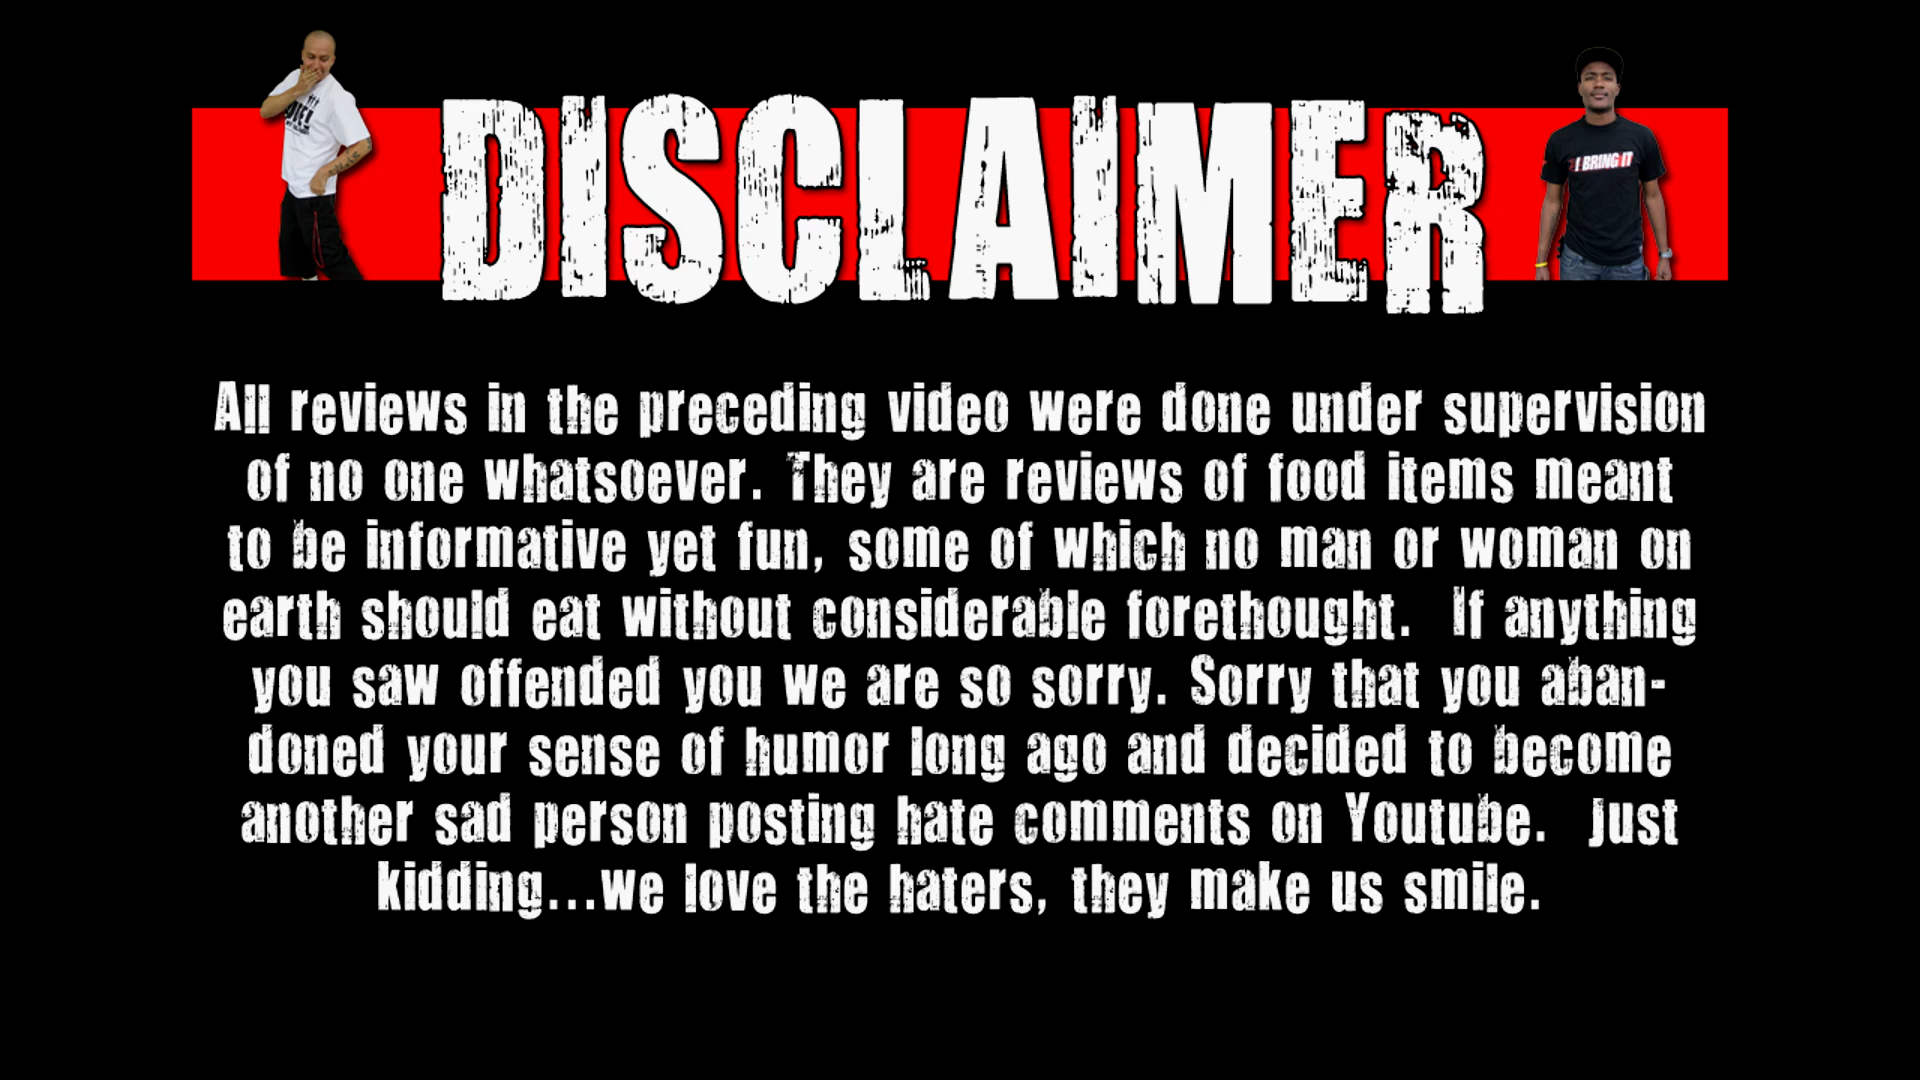 DIET
DISCLAIMER
I BRING IT
All reviews in the preceding video were done under supervision
of no one whatsoever. They are reviews of food items meant
to be informative yet fun, some of which no man or woman on
earth should eat without considerable forethought. If anything
you saw offended you we are so sorry. Sorry that you aban-
doned your sense of humor long ago and decided to become
another sad person posting hate comments on Youtube. Just
kidding...we love the haters, they make us smile.